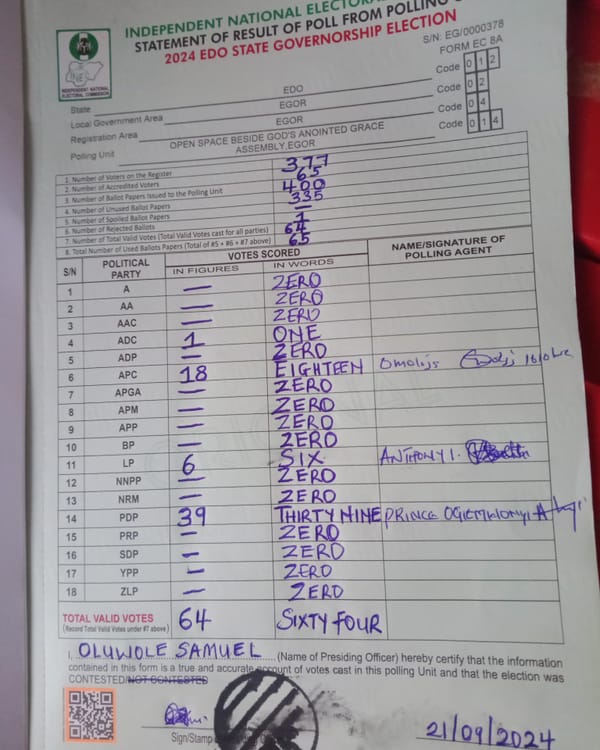 INDEPENDENT NATIONAL ELECTORAL
STATEMENT OF RESULT OF POLL FROM POLLING
2024 EDO STATE GOVERNORSHIP ELECTION
S/N: EG/0000378
FORM EC 8A
INEC
INDEPENDENT NATIONAL
ELECTORAL COMMISSION
State EDO Code 0 1 2
Local Government Area EGOR Code 0 2
Registration Area EGOR Code 0 4
Polling Unit OPEN SPACE BESIDE GOD'S ANOINTED GRACE ASSEMBLY,EGOR Code 0 1 4
1. Number of Voters on the Register 377
2. Number of Accredited Voters 65
3. Number of Ballot Papers Issued to the Polling Unit 400
4. Number of Unused Ballot Papers 335
5. Number of Spoiled Ballot Papers —
6. Number of Rejected Ballots 1
7. Number of Total Valid Votes (Total Valid Votes cast for all parties) 64
8. Total Number of Used Ballots Papers (Total of #5 + #6 + #7 above) 65
S/N POLITICAL PARTY VOTES SCORED NAME/SIGNATURE OF POLLING AGENT
IN FIGURES IN WORDS
1 A — ZERO
2 AA — ZERO
3 AAC — ZERO
4 ADC 1 ONE
5 ADP — ZERO
6 APC 18 EIGHTEEN
7 APGA — ZERO
8 APM — ZERO
9 APP — ZERO
10 BP — ZERO
11 LP 6 SIX ANTHONY I.
12 NNPP — ZERO
13 NRM — ZERO
14 PDP 39 THIRTY NINE PRINCE
15 PRP — ZERO
16 SDP — ZERO
17 YPP — ZERO
18 ZLP — ZERO
TOTAL VALID VOTES 64 SIXTY FOUR
(Record Total Valid Votes under #7 above)
I, OLUWOLE SAMUEL (Name of Presiding Officer) hereby certify that the information
contained in this form is a true and accurate account of votes cast in this polling Unit and that the election was
CONTESTED/NOT CONTESTED
Sign/Stamp
21/09/2024